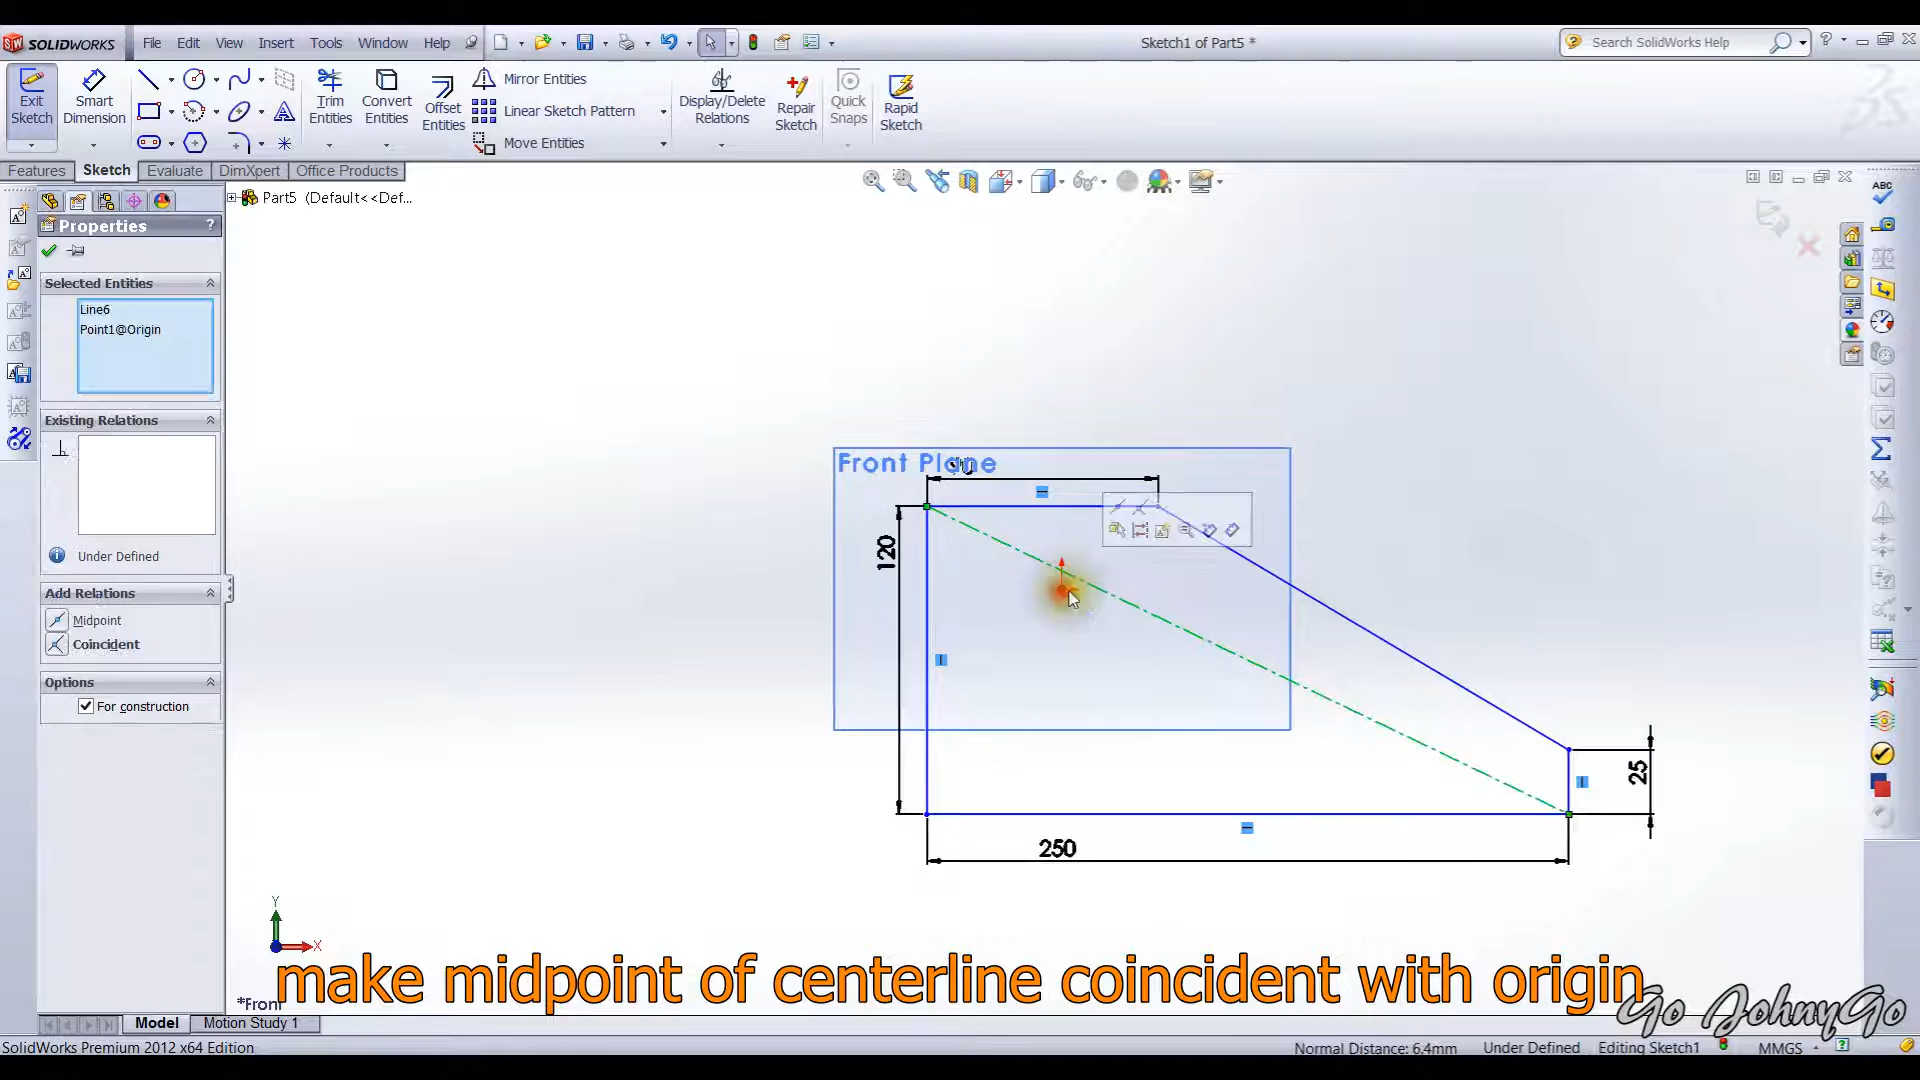 SOLIDWORKS File Edit View Insert Tools Window Help Sketch1 of Part5 * Search SolidWorks Help
Exit Sketch
Smart Dimension
Trim Entities
Convert Entities
Offset Entities
Mirror Entities
Linear Sketch Pattern
Move Entities
Display/Delete Relations
Repair Sketch
Quick Snaps
Rapid Sketch
Features Sketch Evaluate DimXpert Office Products
Part5 (Default<<Def...
Properties ?
Selected Entities
Line6
Point1@Origin
Existing Relations
Under Defined
Add Relations
Midpoint
Coincident
Options
For construction
ABC
Front Plane
120
25
250
Y
X
make midpoint of centerline coincident with origin
*Front
Go JohnyGo
Model Motion Study 1
SolidWorks Premium 2012 x64 Edition Normal Distance: 6.4mm Under Defined Editing Sketch1 MMGS